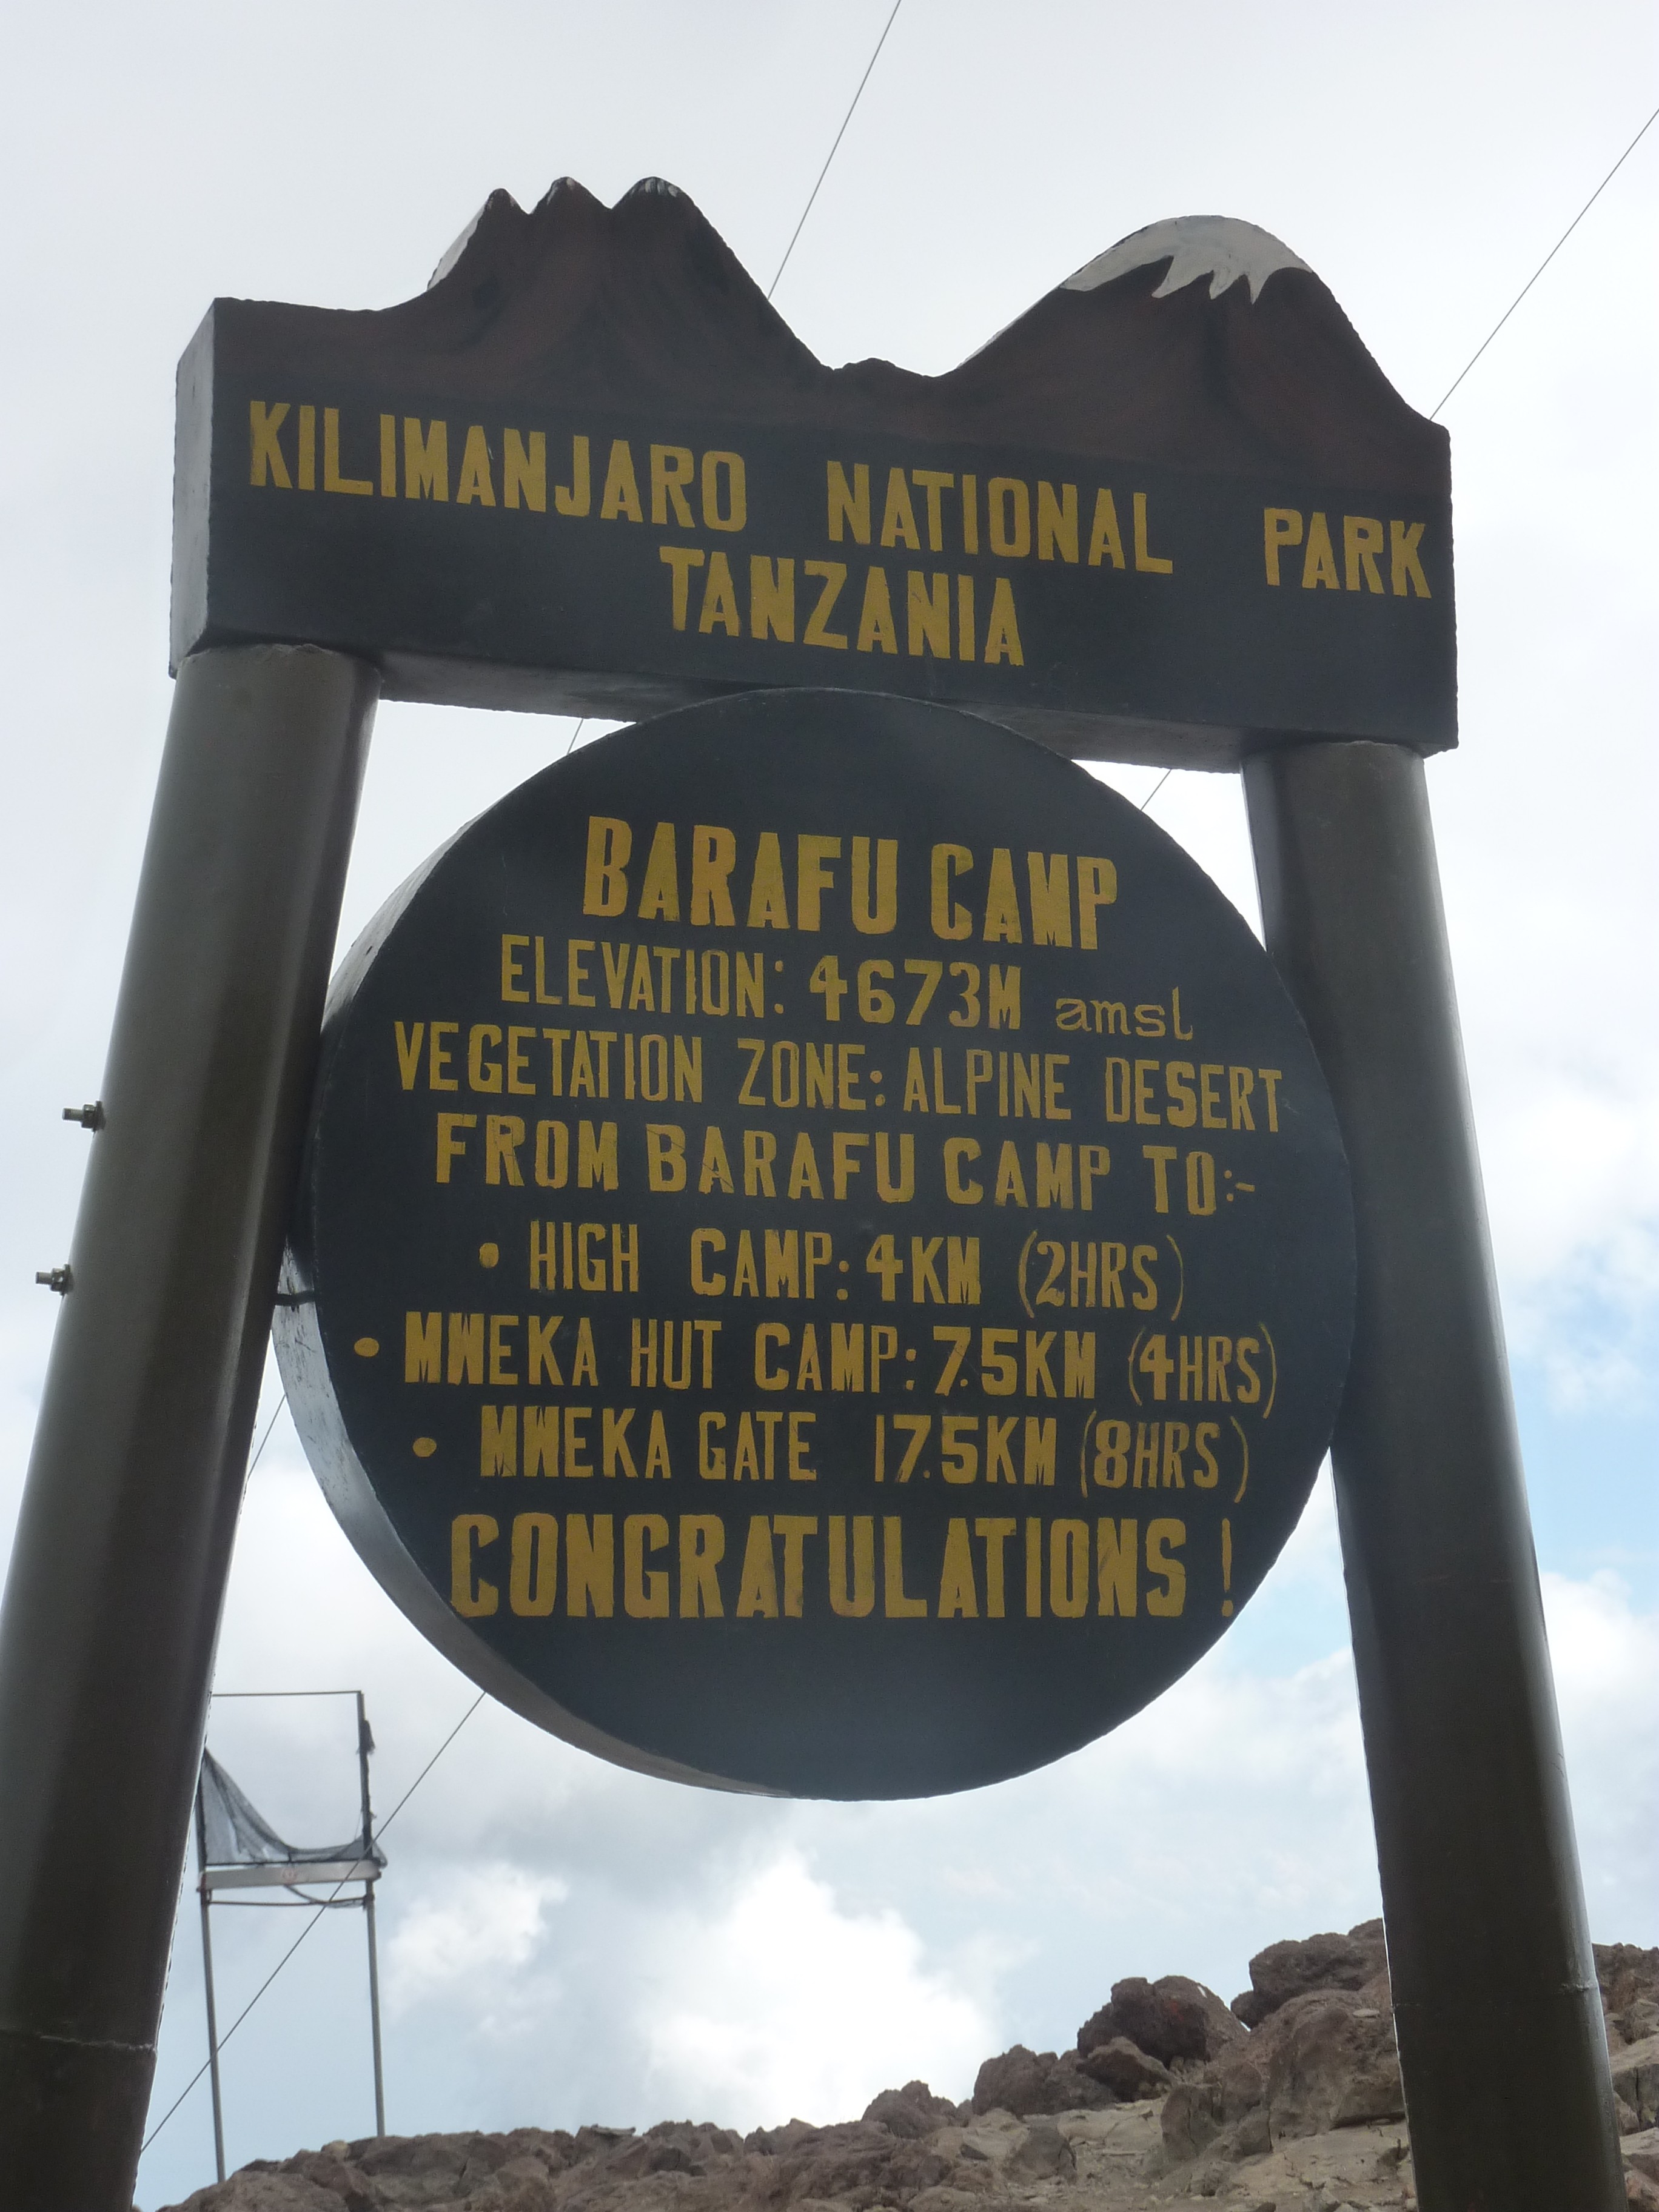 KILIMANJARO NATIONAL PARK
TANZANIA
BARAFU CAMP
ELEVATION: 4673M amsl
VEGETATION ZONE: ALPINE DESERT
FROM BARAFU CAMP TO:-
• HIGH CAMP: 4KM (2HRS)
• MWEKA HUT CAMP: 7.5KM (4HRS)
• MWEKA GATE 17.5KM (8HRS)
CONGRATULATIONS!